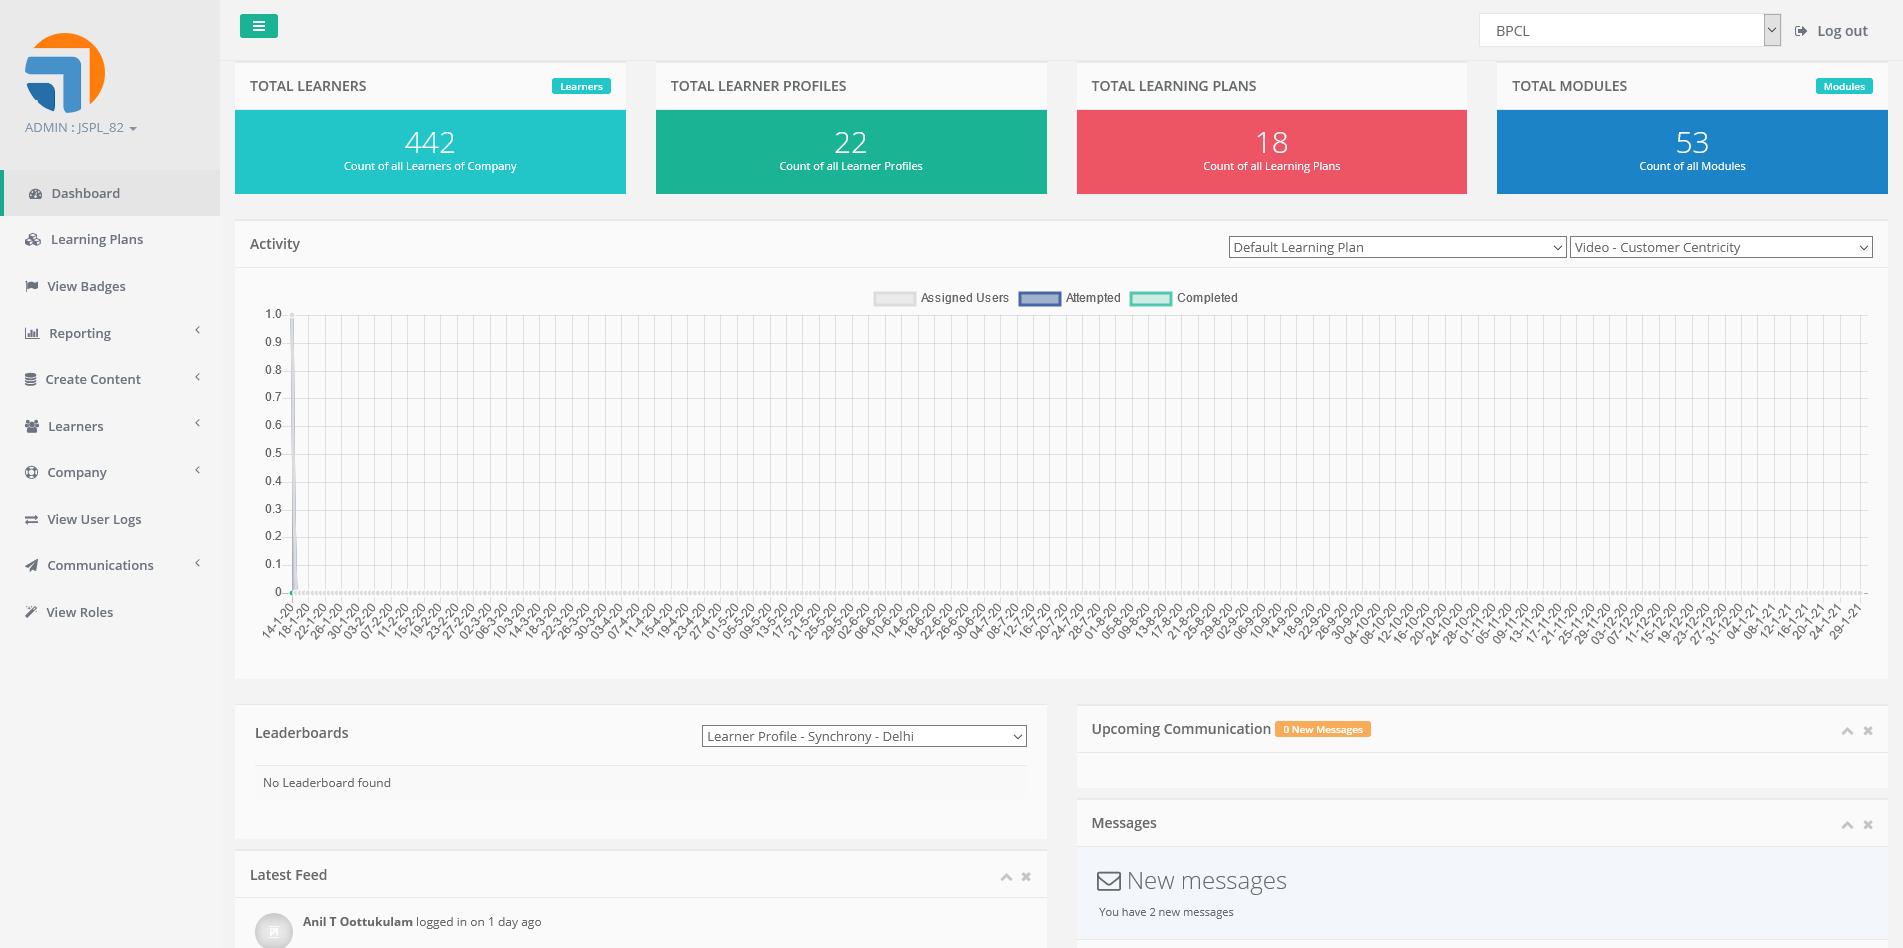 BPCL
Log out
ADMIN : JSPL_82
Dashboard
Learning Plans
View Badges
Reporting
Create Content
Learners
Company
View User Logs
Communications
View Roles
TOTAL LEARNERS
Learners
442
Count of all Learners of Company
TOTAL LEARNER PROFILES
22
Count of all Learner Profiles
TOTAL LEARNING PLANS
18
Count of all Learning Plans
TOTAL MODULES
Modules
53
Count of all Modules
Activity
Default Learning Plan
Video - Customer Centricity
Assigned Users
Attempted
Completed
1.0
0.9
0.8
0.7
0.6
0.5
0.4
0.3
0.2
0.1
0
14-1-20
18-1-20
22-1-20
26-1-20
30-1-20
03-2-20
07-2-20
11-2-20
15-2-20
19-2-20
23-2-20
27-2-20
02-3-20
06-3-20
10-3-20
14-3-20
18-3-20
22-3-20
26-3-20
30-3-20
03-4-20
07-4-20
11-4-20
15-4-20
19-4-20
23-4-20
27-4-20
01-5-20
05-5-20
09-5-20
13-5-20
17-5-20
21-5-20
25-5-20
29-5-20
02-6-20
06-6-20
10-6-20
14-6-20
18-6-20
22-6-20
26-6-20
30-6-20
04-7-20
08-7-20
12-7-20
16-7-20
20-7-20
24-7-20
28-7-20
01-8-20
05-8-20
09-8-20
13-8-20
17-8-20
21-8-20
25-8-20
29-8-20
02-9-20
06-9-20
10-9-20
14-9-20
18-9-20
22-9-20
26-9-20
30-9-20
04-10-20
08-10-20
12-10-20
16-10-20
20-10-20
24-10-20
28-10-20
01-11-20
05-11-20
09-11-20
13-11-20
17-11-20
21-11-20
25-11-20
29-11-20
03-12-20
07-12-20
11-12-20
15-12-20
19-12-20
23-12-20
27-12-20
31-12-20
04-1-21
08-1-21
12-1-21
16-1-21
20-1-21
24-1-21
29-1-21
Leaderboards
Learner Profile - Synchrony - Delhi
No Leaderboard found
Latest Feed
Anil T Oottukulam logged in on 1 day ago
Upcoming Communication
0 New Messages
Messages
New messages
You have 2 new messages